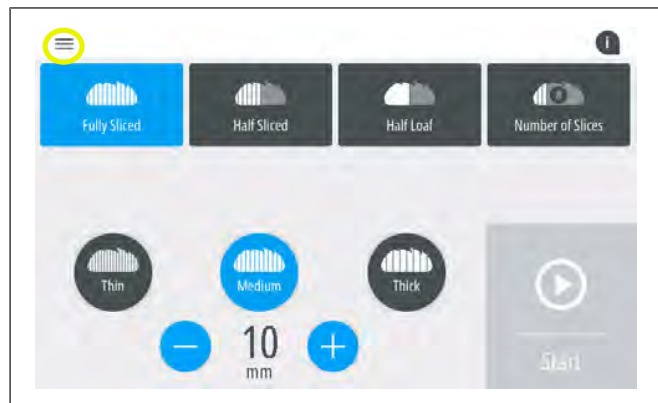 i
Fully Sliced
Half Sliced
Half Loaf
Number of Slices
Thin
Medium
Thick
10
mm
Start